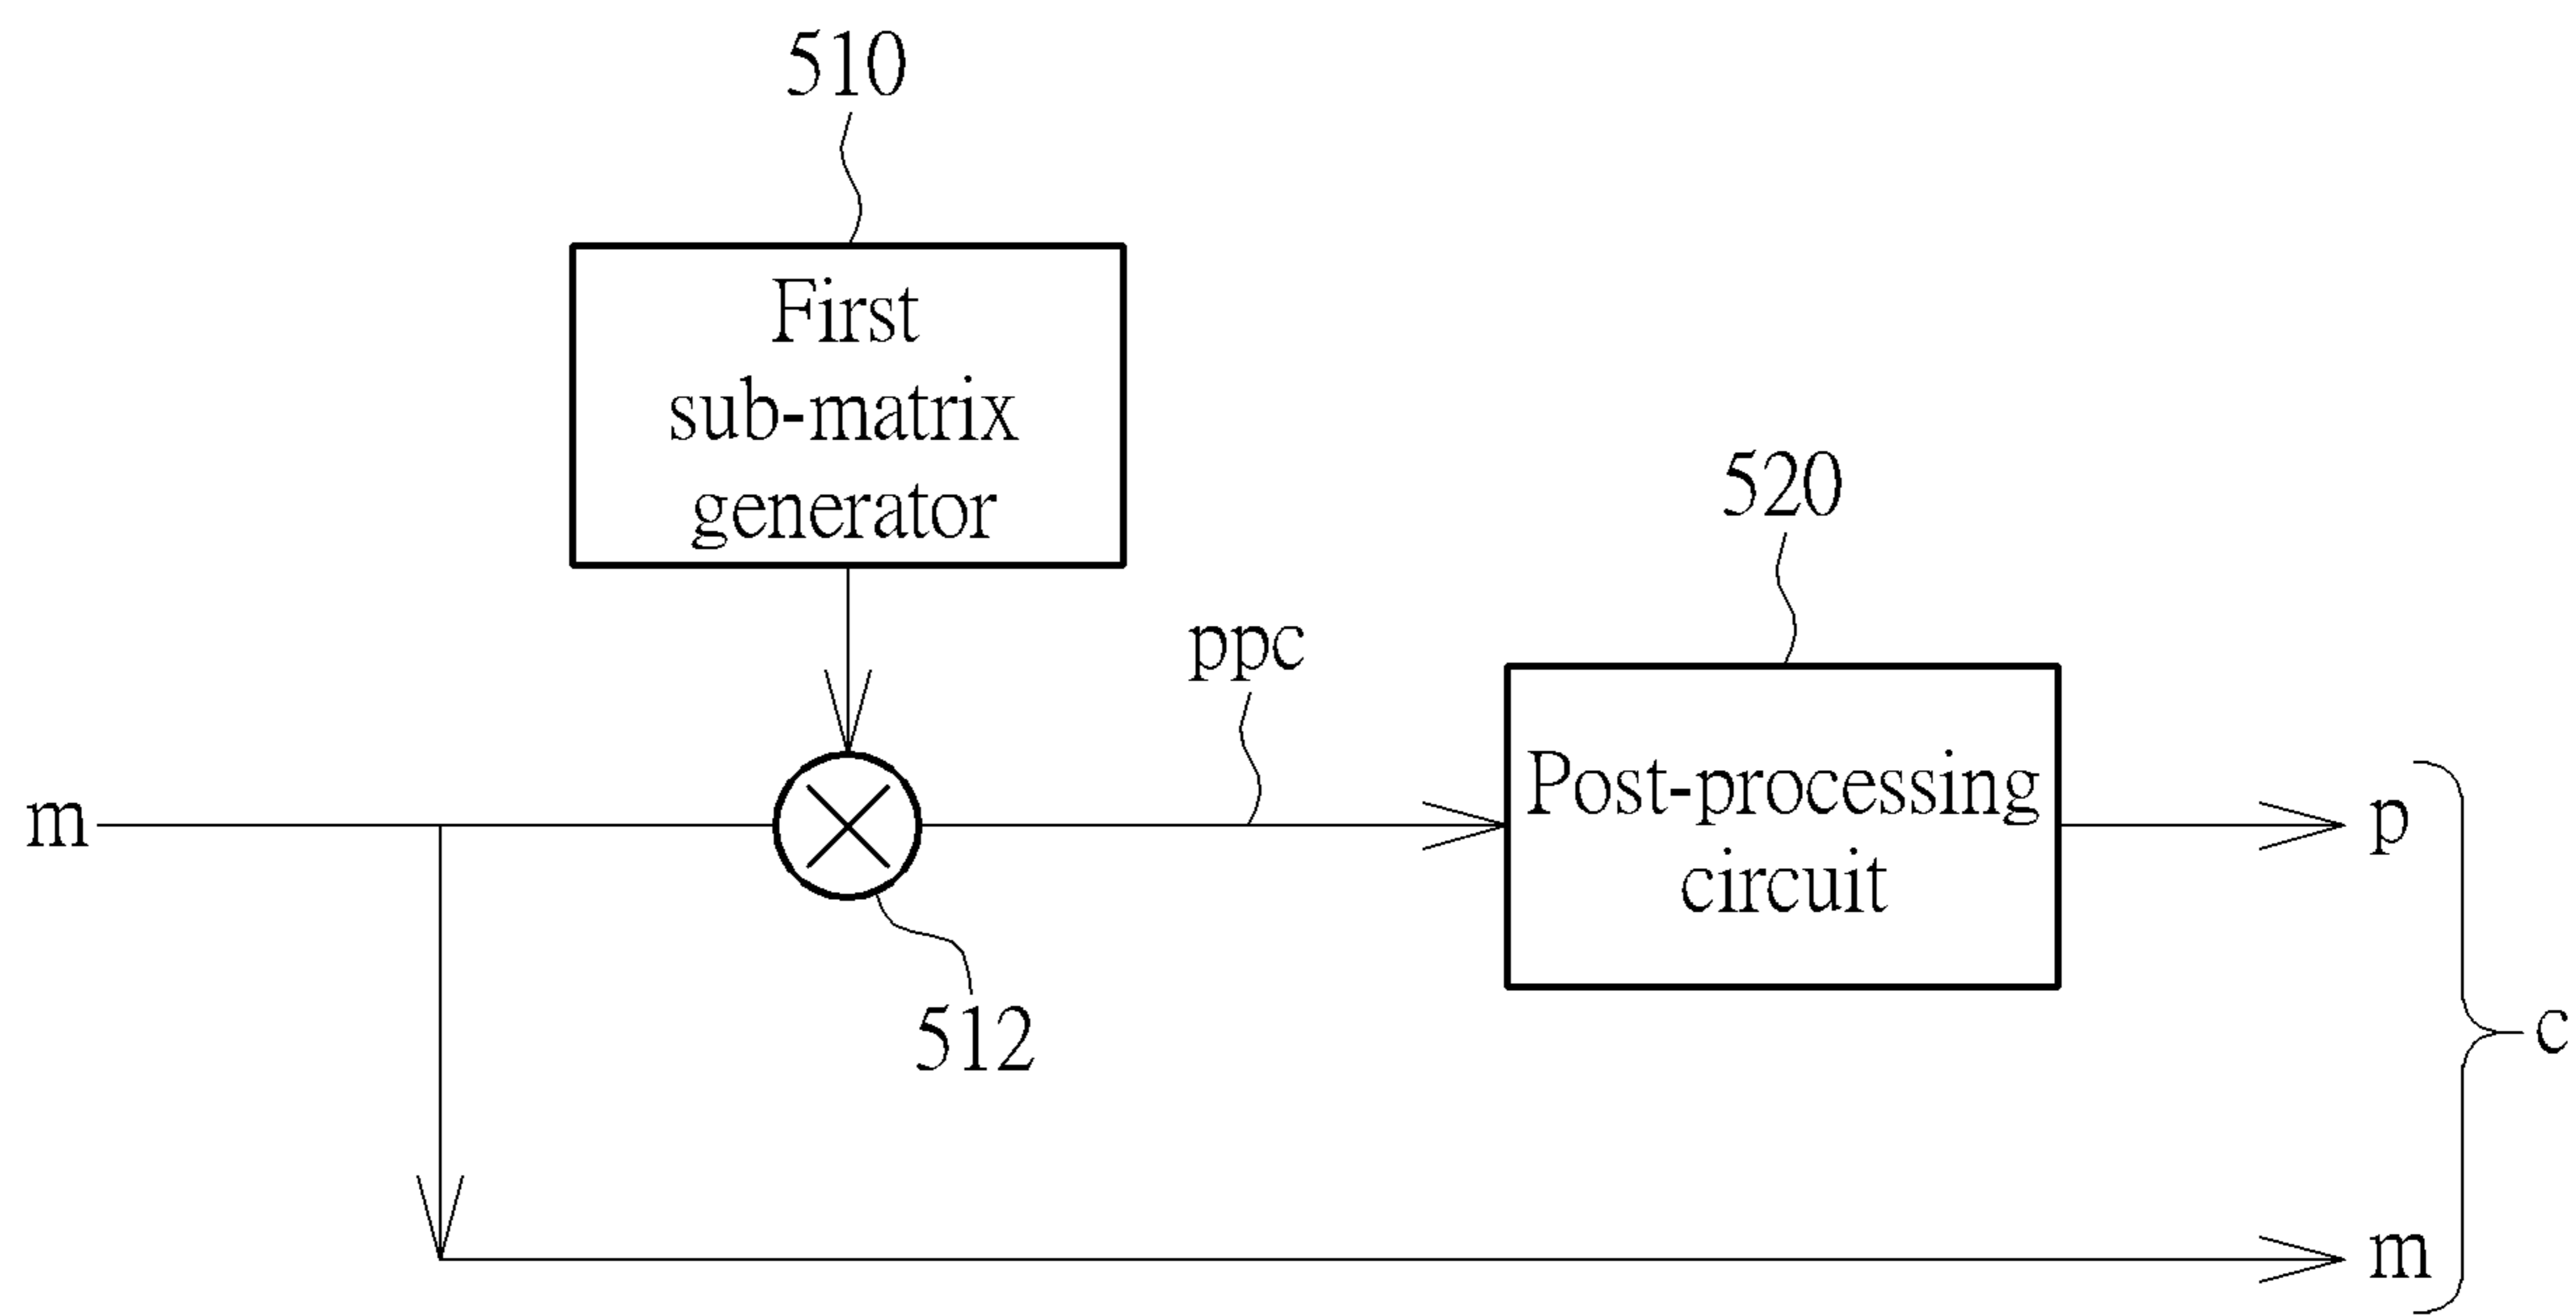 510
First
sub-matrix
generator
520
ppc
m
Post-processing
circuit
p
512
c
m